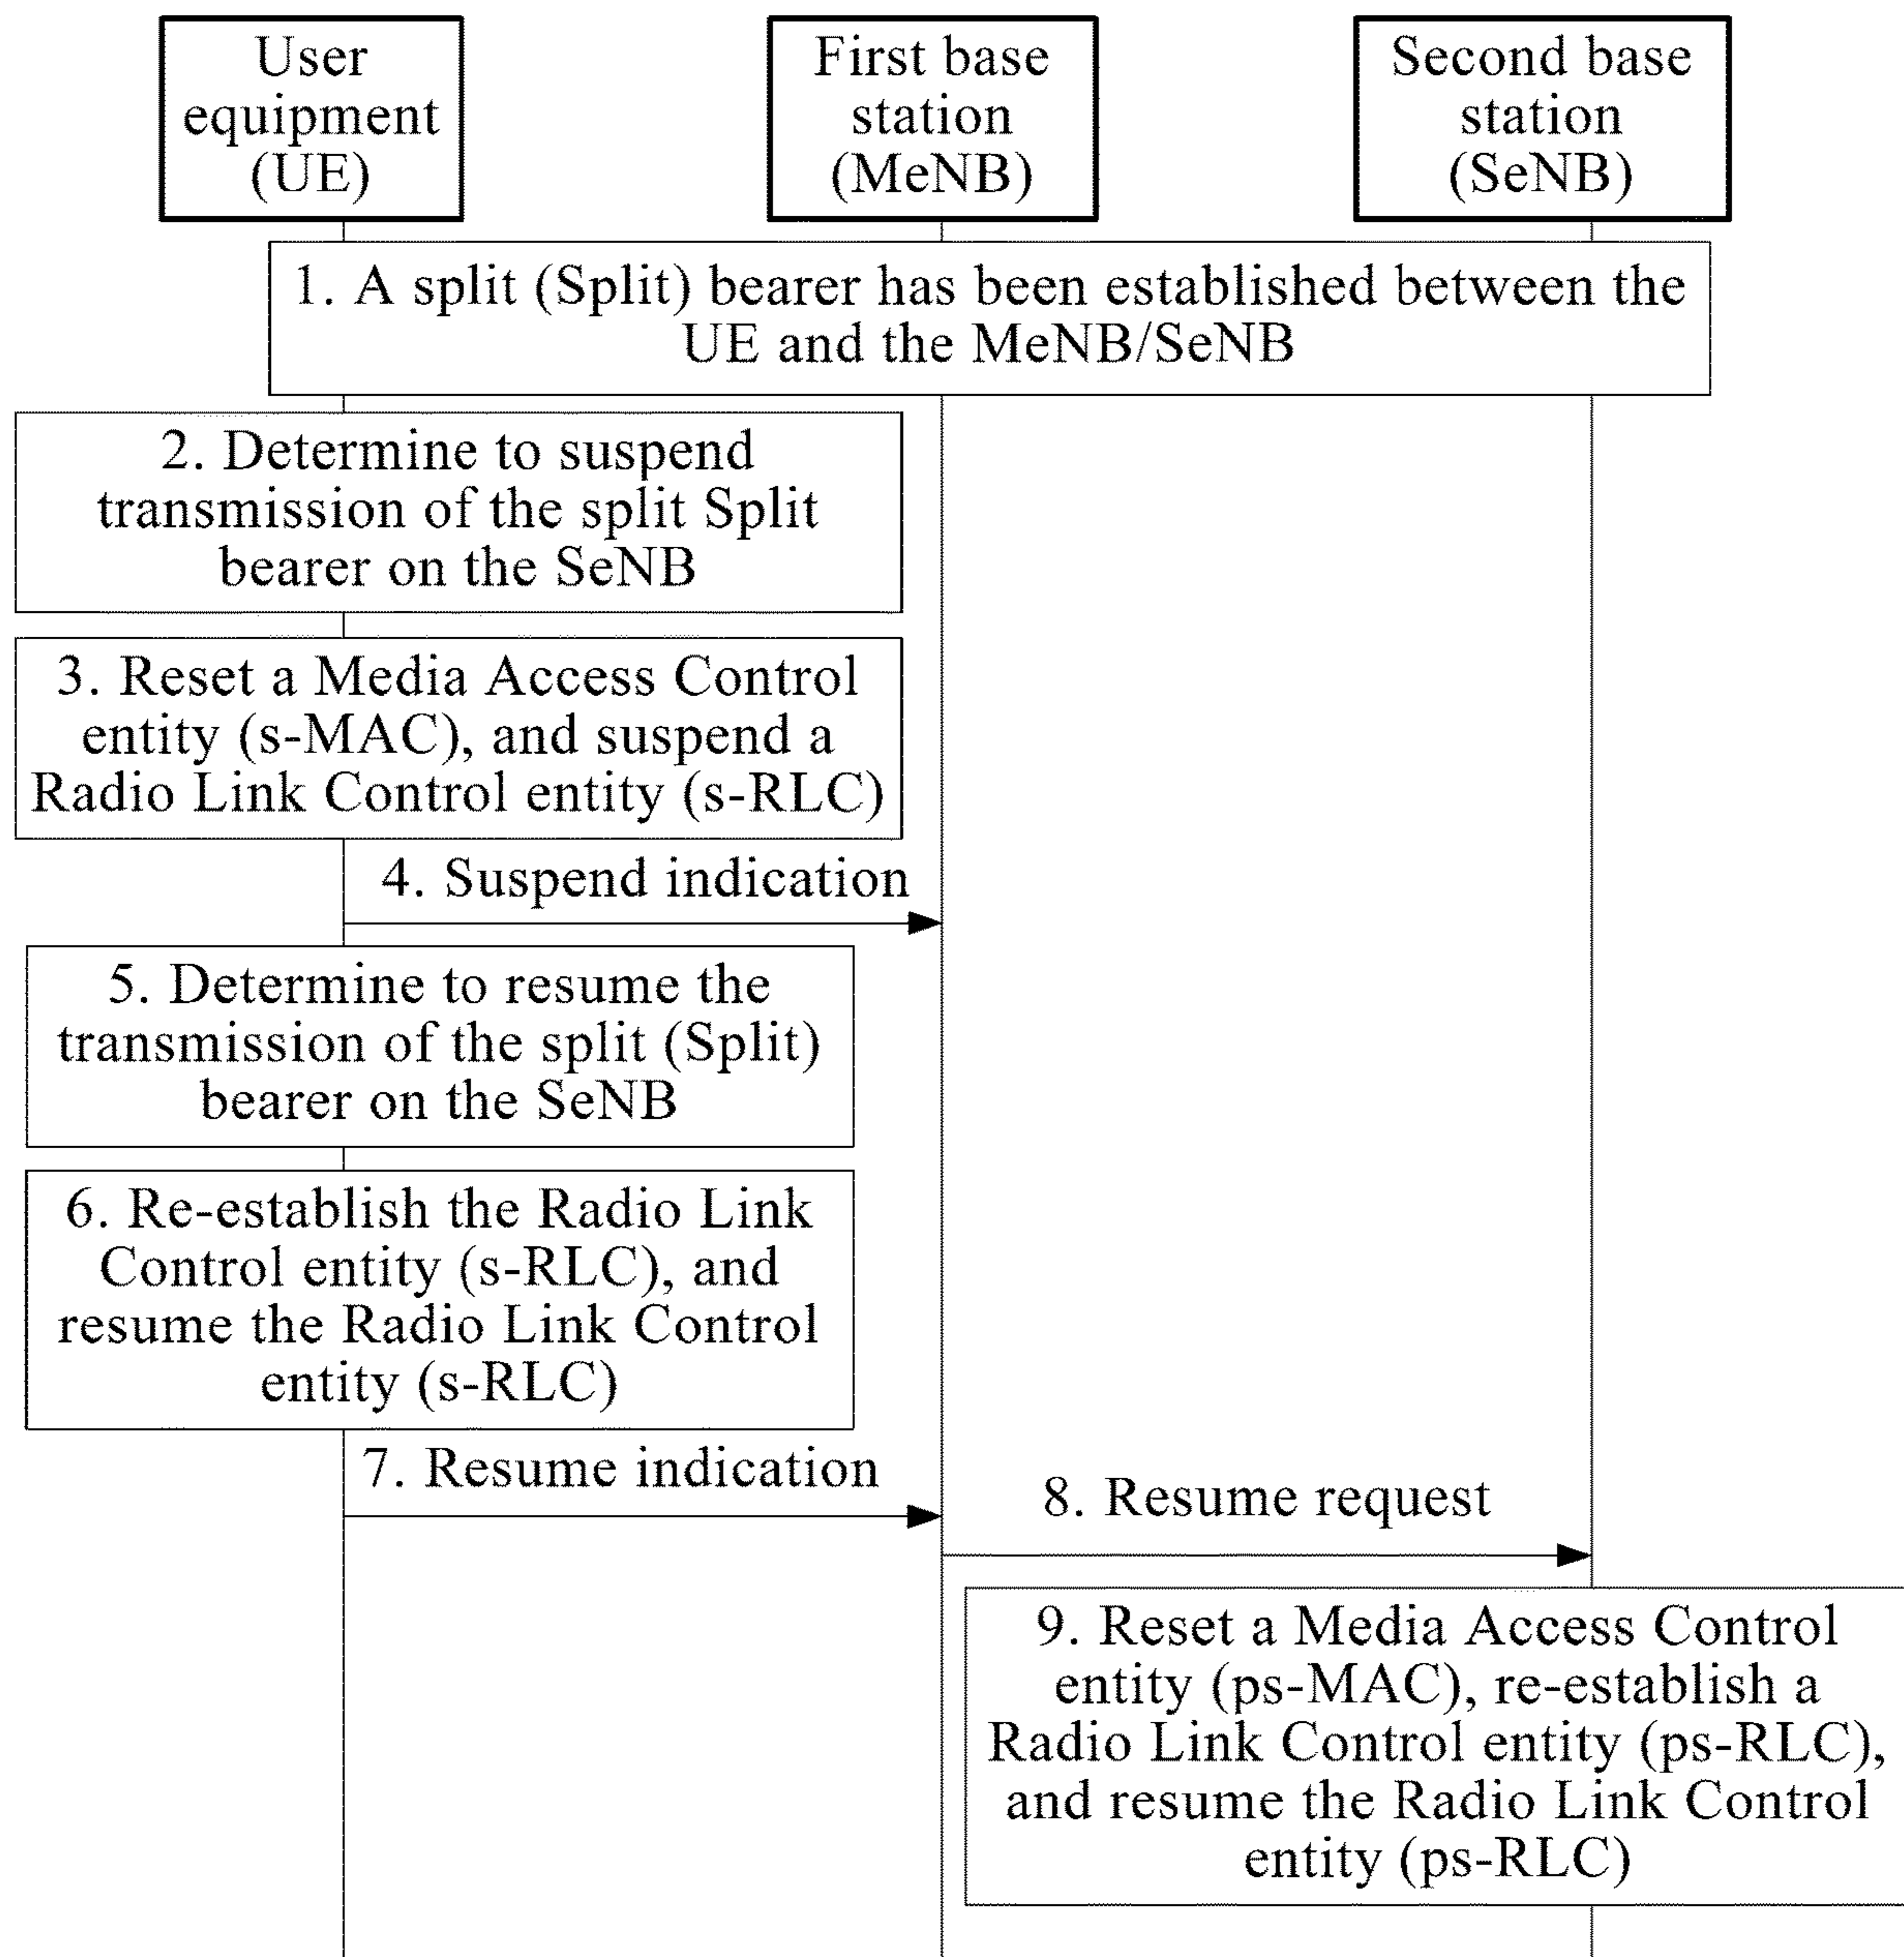 User
equipment
(UE)
First base
station
(MeNB)
Second base
station
(SeNB)
1. A split (Split) bearer has been established between the
UE and the MeNB/SeNB
2. Determine to suspend
transmission of the split Split
bearer on the SeNB
3. Reset a Media Access Control
entity (s-MAC), and suspend a
Radio Link Control entity (s-RLC)
4. Suspend indication
5. Determine to resume the
transmission of the split (Split)
bearer on the SeNB
6. Re-establish the Radio Link
Control entity (s-RLC), and
resume the Radio Link Control
entity (s-RLC)
7. Resume indication
8. Resume request
9. Reset a Media Access Control
entity (ps-MAC), re-establish a
Radio Link Control entity (ps-RLC),
and resume the Radio Link Control
entity (ps-RLC)